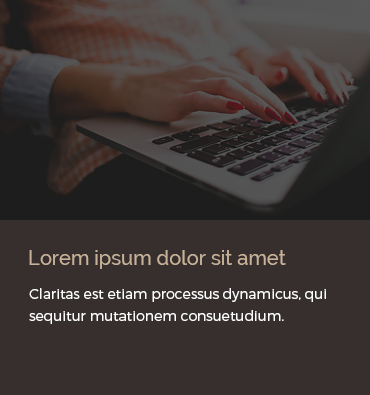 Lorem ipsum dolor sit amet
Claritas est etiam processus dynamicus, qui
sequitur mutationem consuetudium.